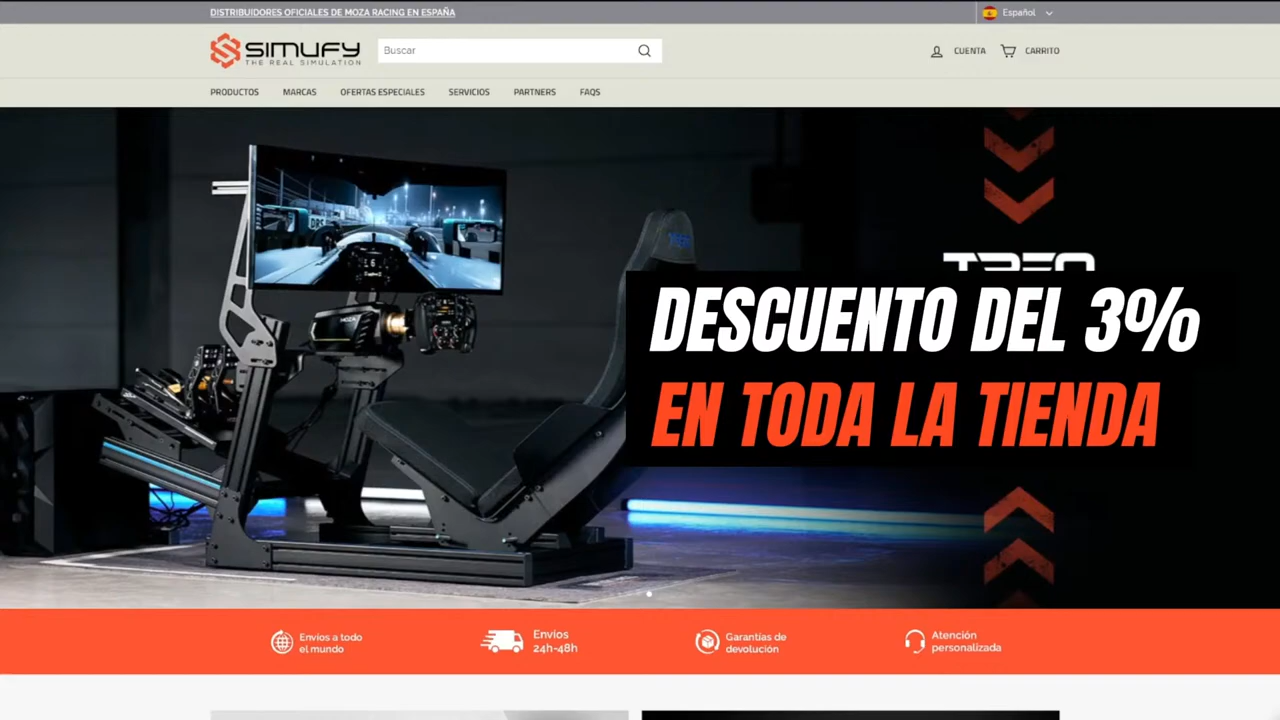 DISTRIBUIDORES OFICIALES DE MOZA RACING EN ESPAÑA
Español
SIMUFY
THE REAL SIMULATION
Buscar
CUENTA
CARRITO
PRODUCTOS
MARCAS
OFERTAS ESPECIALES
SERVICIOS
PARTNERS
FAQS
MOZA
DESCUENTO DEL 3%
EN TODA LA TIENDA
Envíos a todo
el mundo
Envíos
24h-48h
Garantías de
devolución
Atención
personalizada